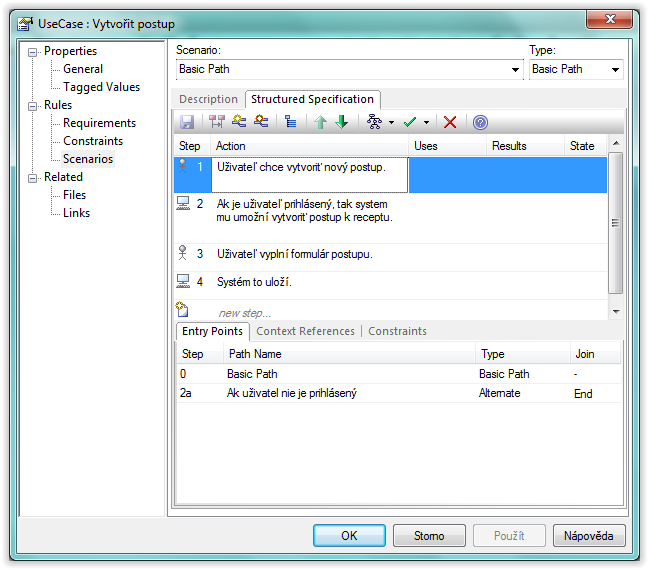 UseCase : Vytvořit postup
Properties
General
Tagged Values
Rules
Requirements
Constraints
Scenarios
Related
Files
Links
Scenario:
Type:
Basic Path
Basic Path
Description
Structured Specification
Step
Action
Uses
Results
State
1
Uživateľ chce vytvoriť nový postup.
2
Ak je uživateľ prihlásený, tak system
mu umožní vytvoriť postup k receptu.
3
Uživateľ vyplní formulár postupu.
4
Systém to uloží.
new step...
Entry Points
Context References
Constraints
Step
Path Name
Type
Join
0
Basic Path
Basic Path
-
2a
Ak uživatel nie je prihlásený
Alternate
End
OK
Storno
Použít
Nápověda